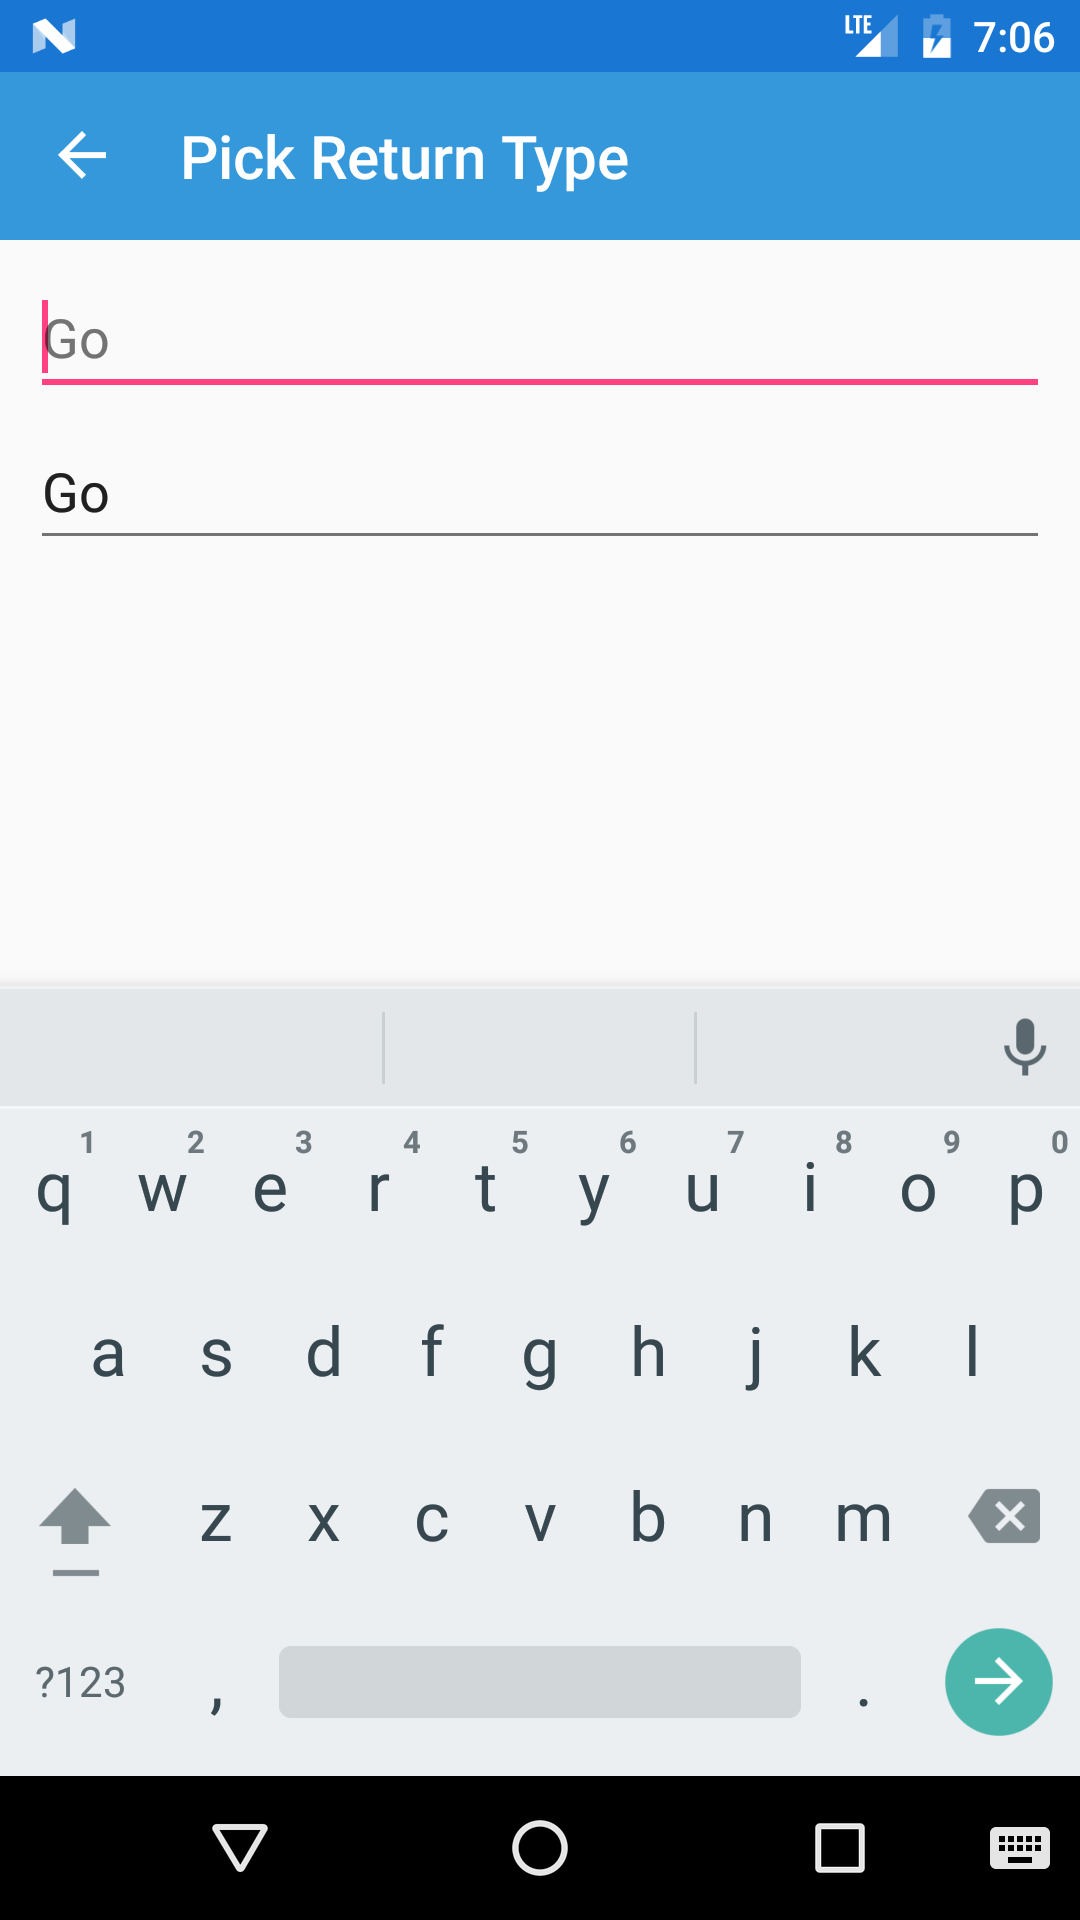 LTE 7:06
Pick Return Type
Go
Go
1 2 3 4 5 6 7 8 9 0
q w e r t y u i o p
a s d f g h j k l
z x c v b n m
?123 , .